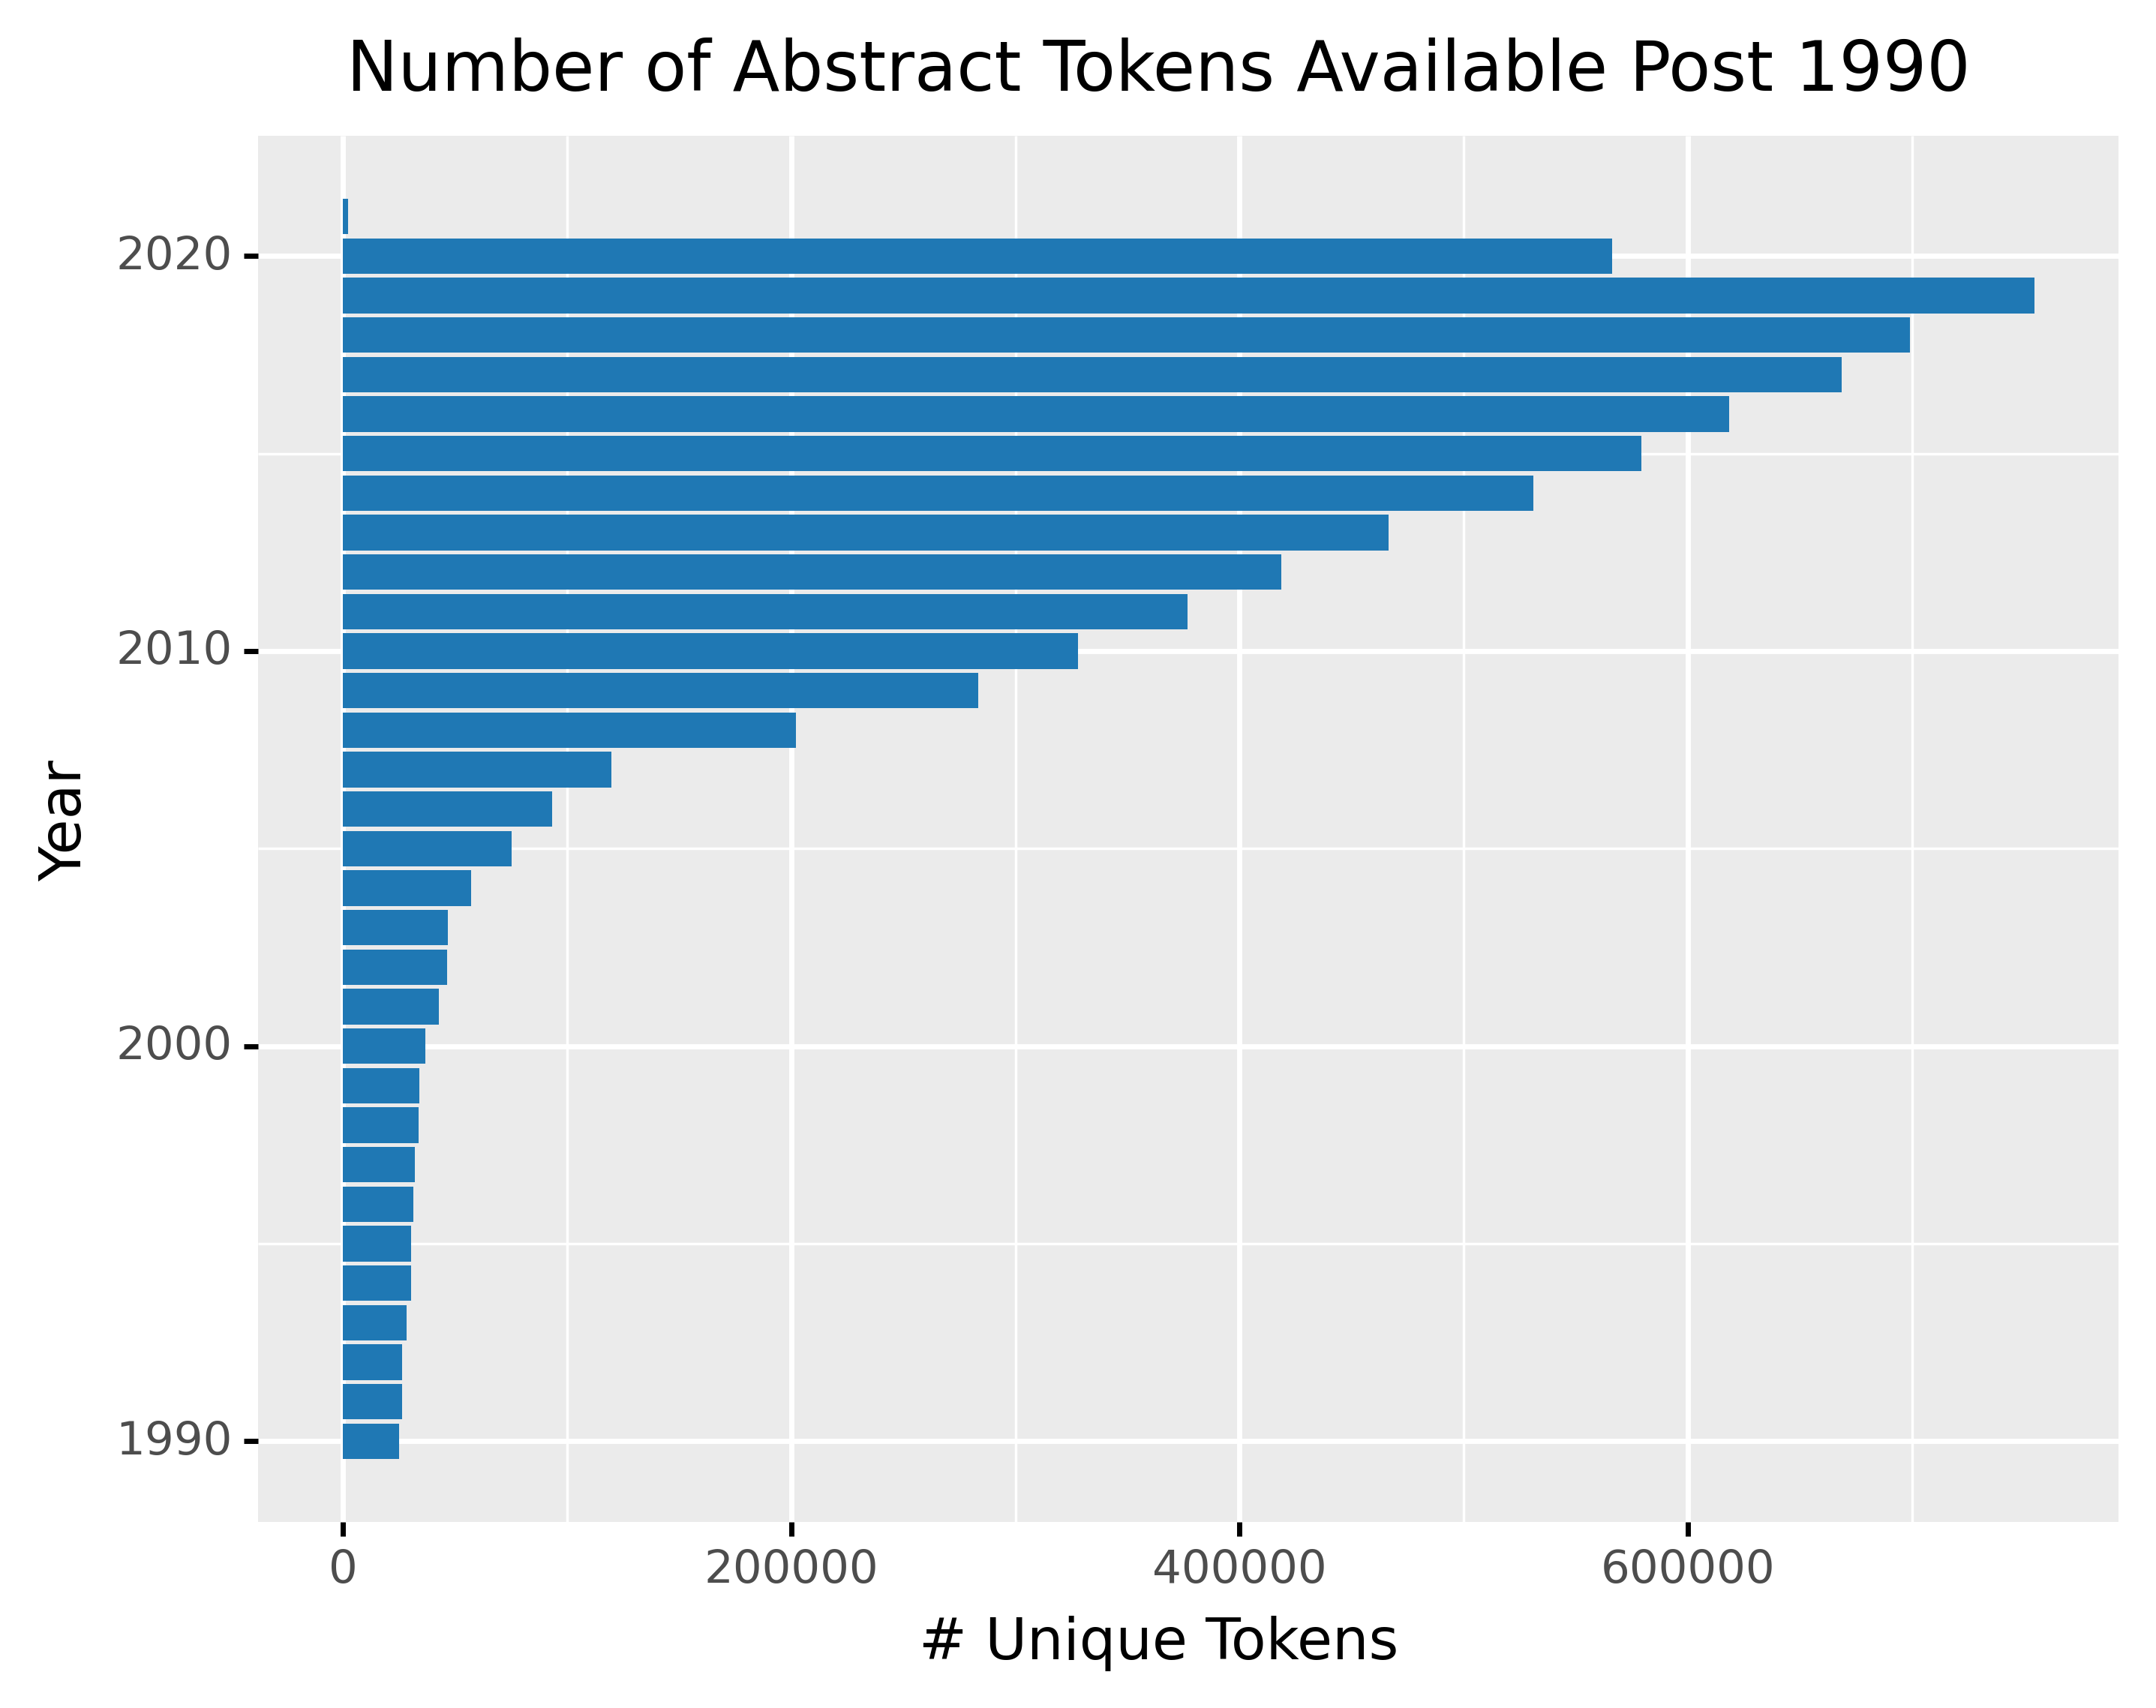 Number of Abstract Tokens Available Post 1990
2020
2010
2000
1990
Year
0 200000 400000 600000
# Unique Tokens